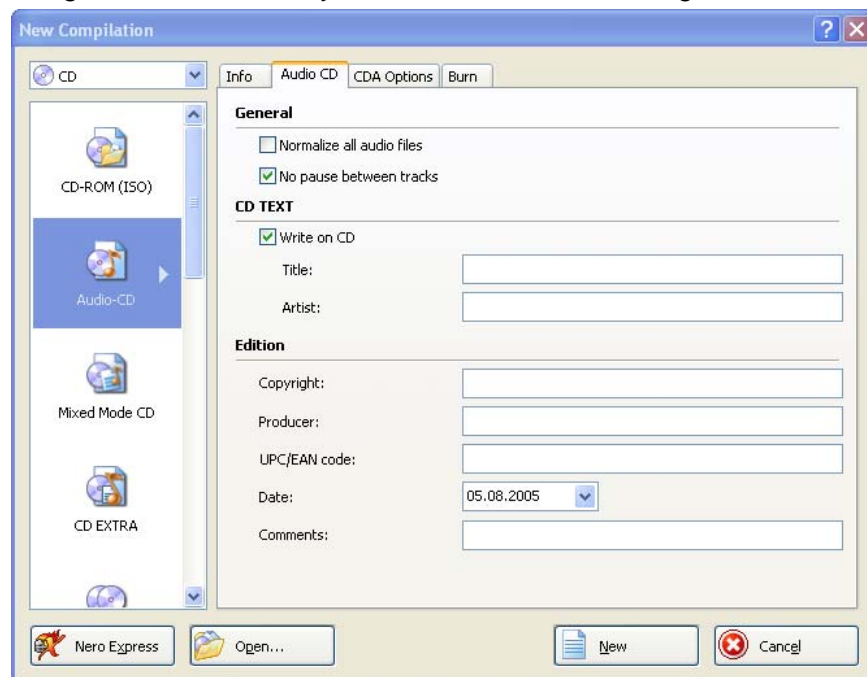 New Compilation
CD
Info Audio CD CDA Options Burn
General
Normalize all audio files
No pause between tracks
CD TEXT
Write on CD
Title:
Artist:
Edition
Copyright:
Producer:
UPC/EAN code:
Date: 05.08.2005
Comments:
CD-ROM (ISO)
Audio-CD
Mixed Mode CD
CD EXTRA
Nero Express Open... New Cancel